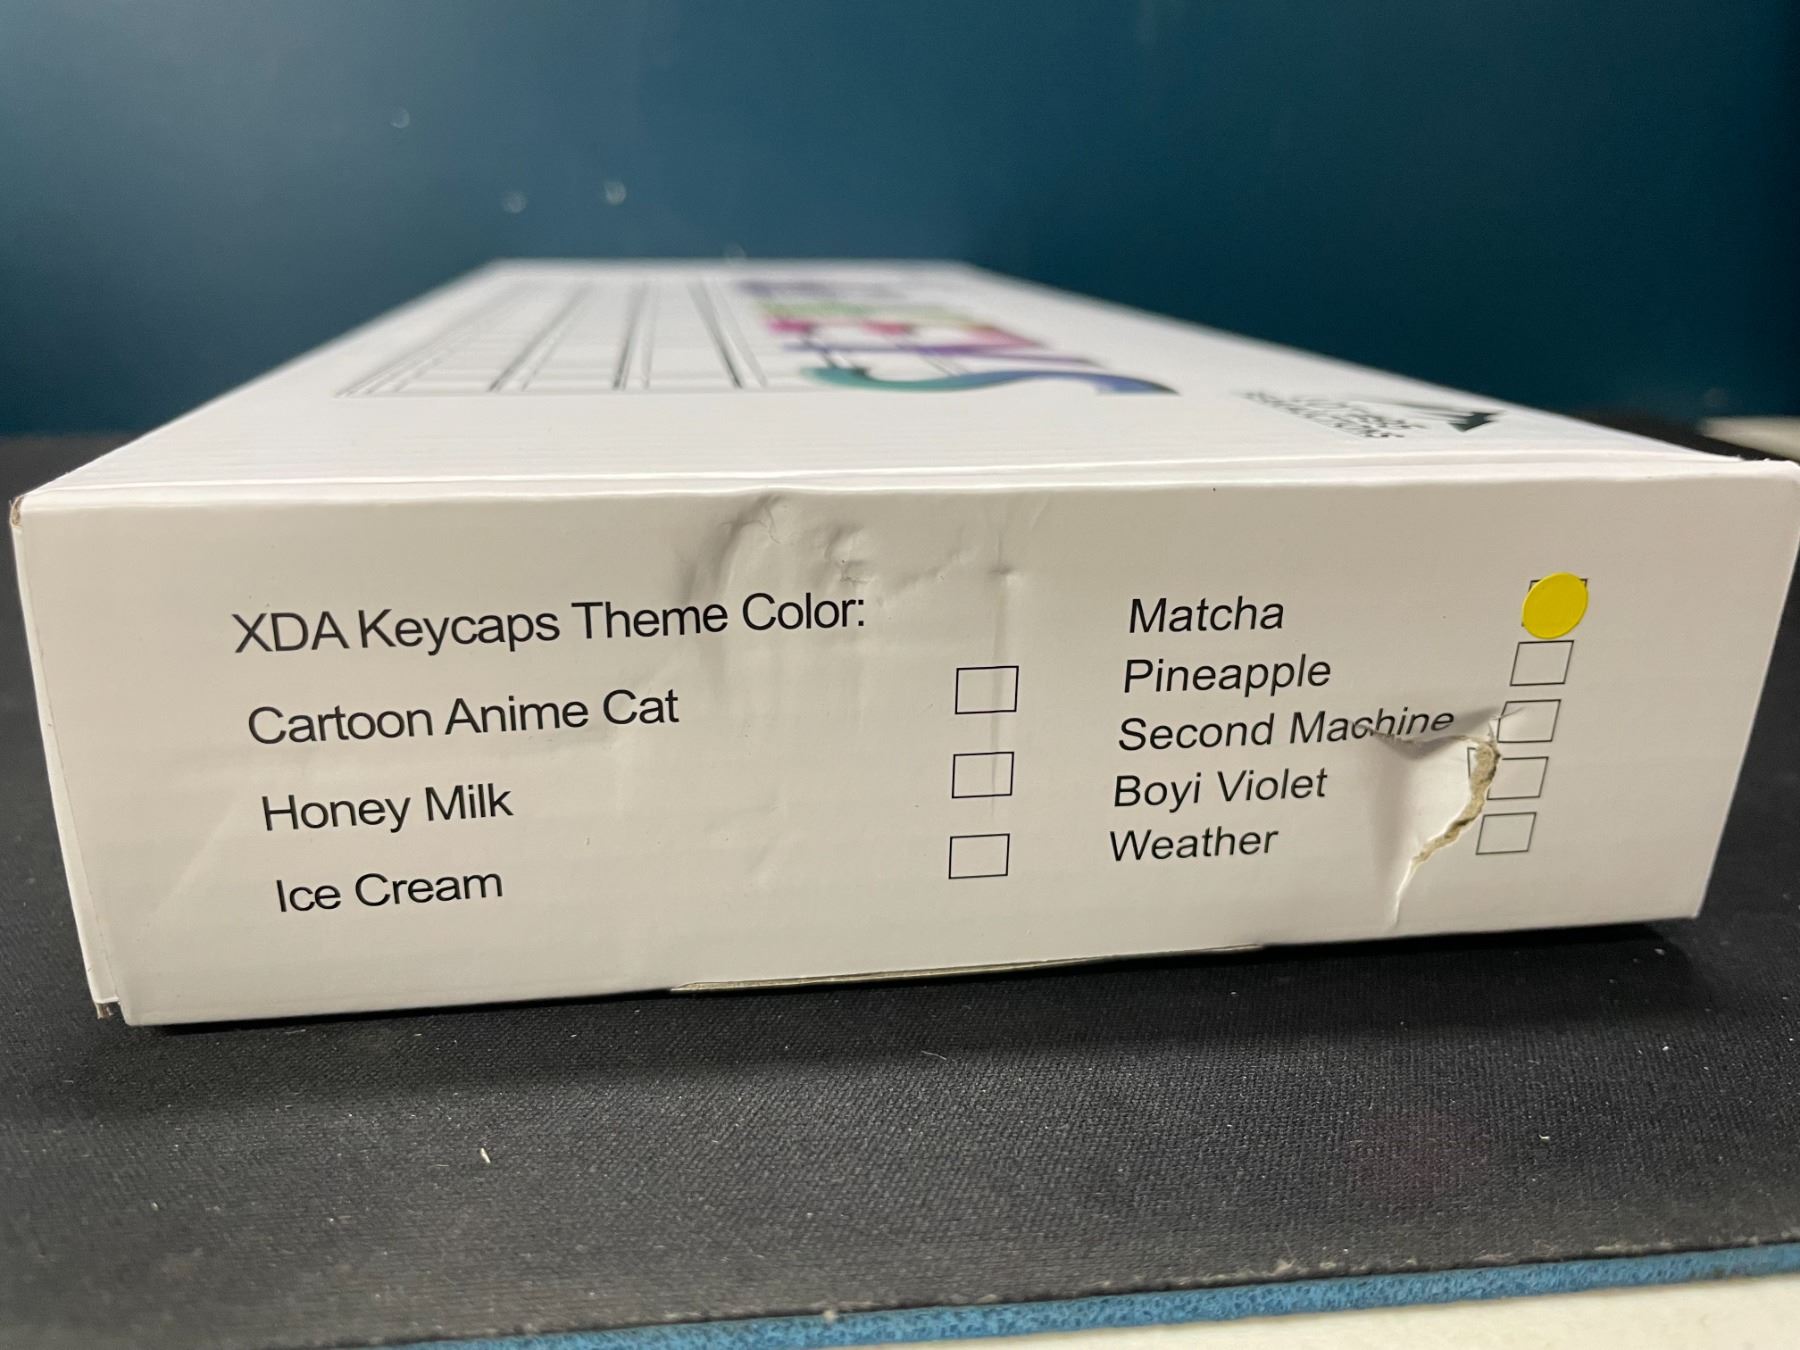 XDA Keycaps Theme Color:
Cartoon Anime Cat
Honey Milk
Ice Cream
Matcha
Pineapple
Second Machine
Boyi Violet
Weather